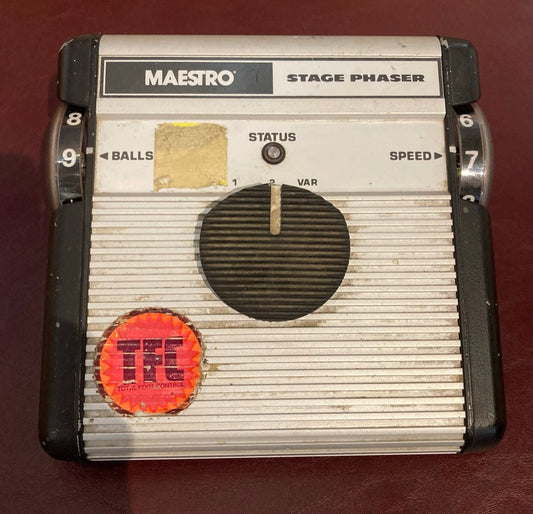 MAESTRO
STAGE PHASER
8
9
◄BALLS
STATUS
SPEED►
6
7
1 2 VAR
TFC
TOTAL FOOT CONTROL